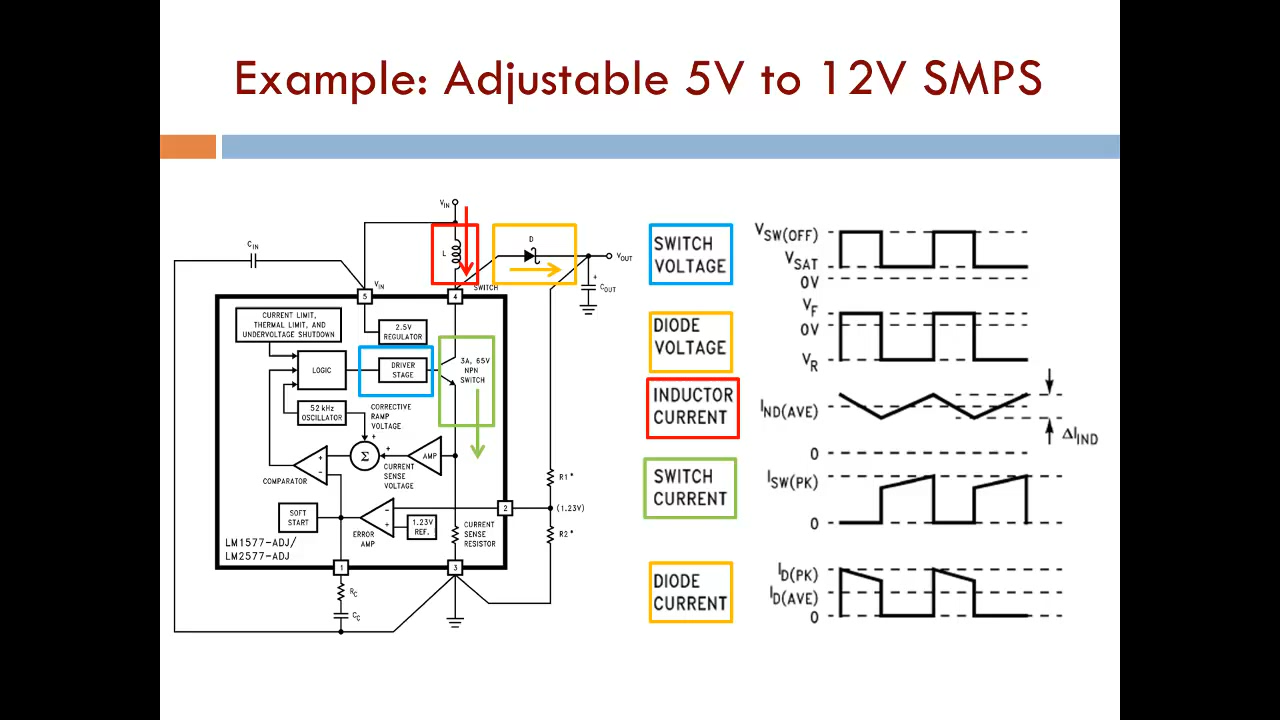 Example: Adjustable 5V to 12V SMPS
VIN
CIN
L
D
VOUT
+
COUT
VIN
SWITCH
5
4
CURRENT LIMIT,
THERMAL LIMIT, AND
UNDERVOLTAGE SHUTDOWN
2.5V
REGULATOR
LOGIC
DRIVER
STAGE
3A, 65V
NPN
SWITCH
52 kHz
OSCILLATOR
CORRECTIVE
RAMP
VOLTAGE
+
Σ
+
AMP
CURRENT
SENSE
VOLTAGE
+
−
COMPARATOR
R1*
SOFT
START
−
+
1.23V
REF.
ERROR
AMP
2
(1.23V)
CURRENT
SENSE
RESISTOR
R2*
LM1577-ADJ/
LM2577-ADJ
1
3
RC
CC
SWITCH
VOLTAGE
VSW(OFF)
VSAT
0V
DIODE
VOLTAGE
VF
0V
VR
INDUCTOR
CURRENT
IND(AVE)
ΔIIND
0
SWITCH
CURRENT
ISW(PK)
0
DIODE
CURRENT
ID(PK)
ID(AVE)
0